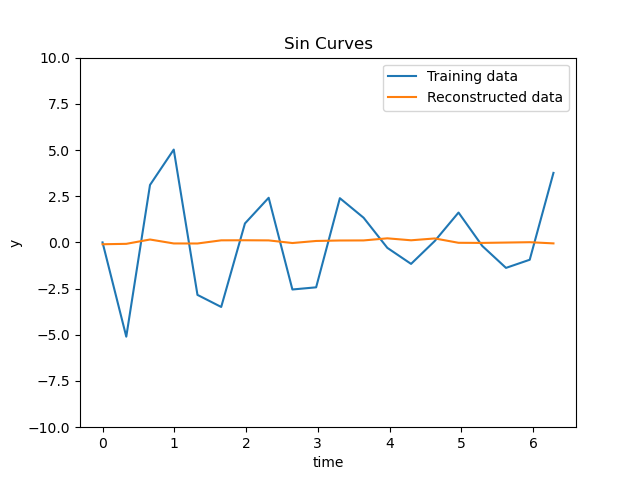 Sin Curves
Training data
Reconstructed data
10.0
7.5
5.0
2.5
0.0
−2.5
−5.0
−7.5
−10.0
y
0 1 2 3 4 5 6
time